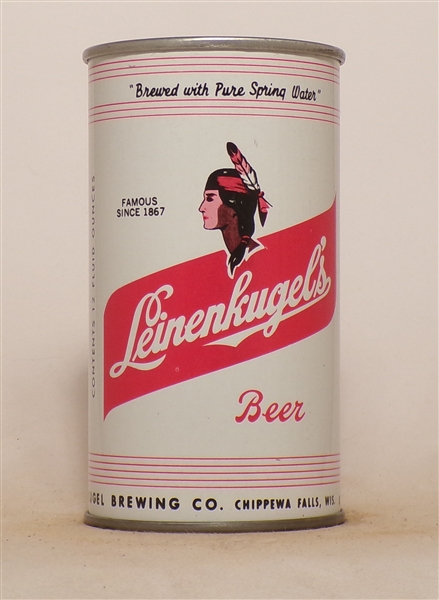 "Brewed with Pure Spring Water"
FAMOUS
SINCE 1867
CONTENTS 12 FLUID OUNCES
Leinenkugel's
Beer
UGEL BREWING CO. CHIPPEWA FALLS, WIS.